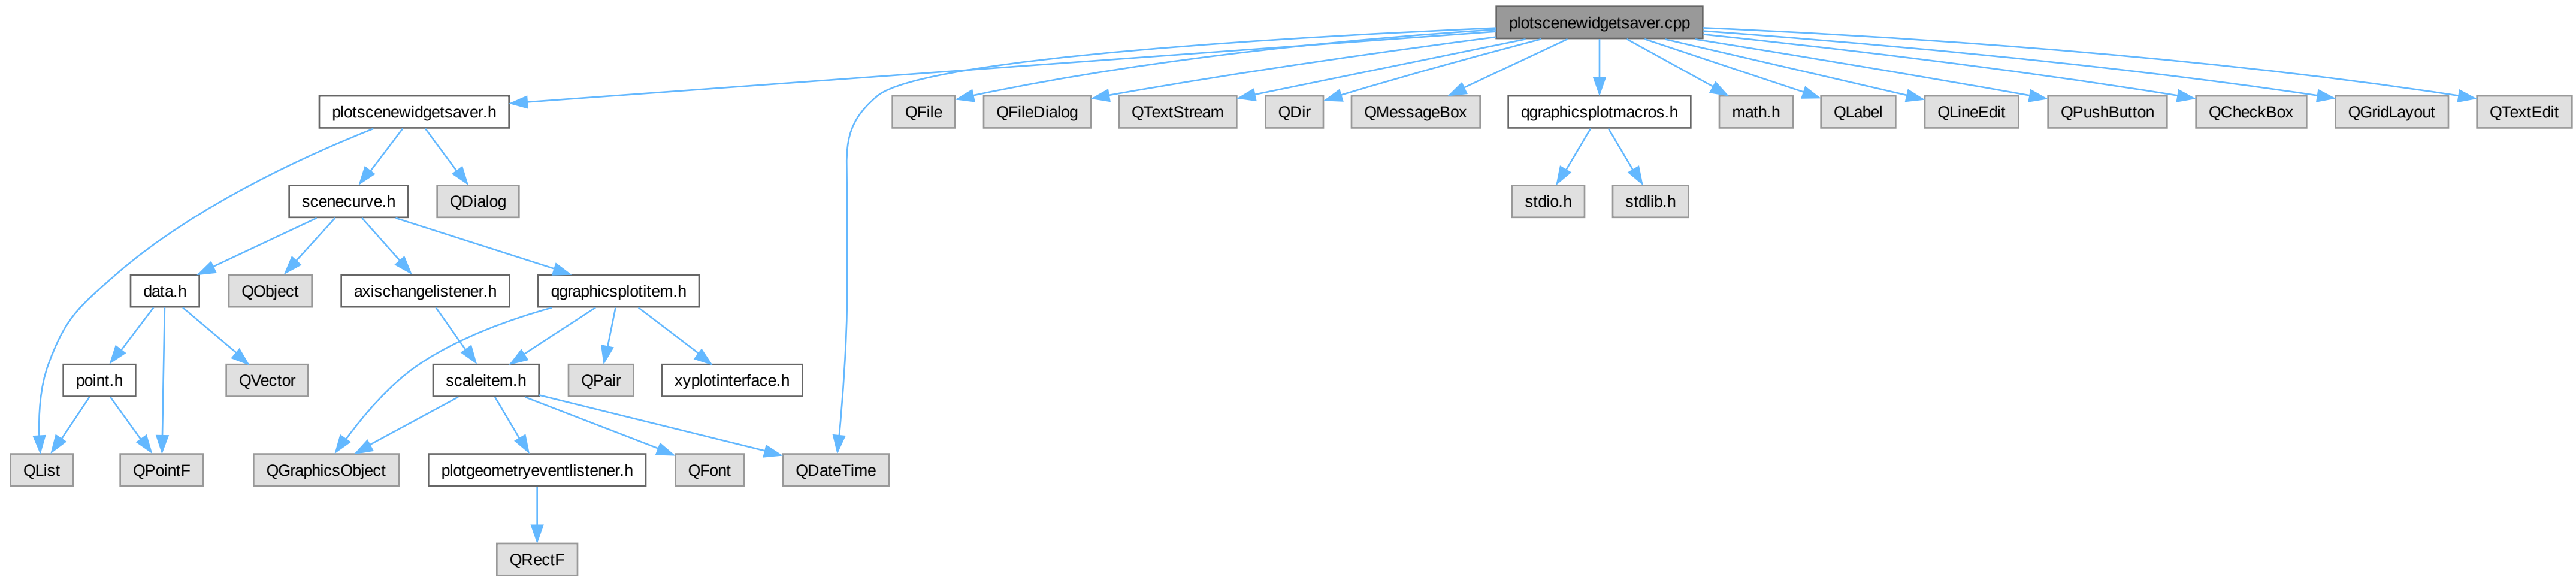 plotscenewidgetsaver.cpp
plotscenewidgetsaver.h
QFile
QFileDialog
QTextStream
QDir
QMessageBox
qgraphicsplotmacros.h
math.h
QLabel
QLineEdit
QPushButton
QCheckBox
QGridLayout
QTextEdit
scenecurve.h
QDialog
stdio.h
stdlib.h
data.h
QObject
axischangelistener.h
qgraphicsplotitem.h
point.h
QVector
scaleitem.h
QPair
xyplotinterface.h
QList
QPointF
QGraphicsObject
plotgeometryeventlistener.h
QFont
QDateTime
QRectF